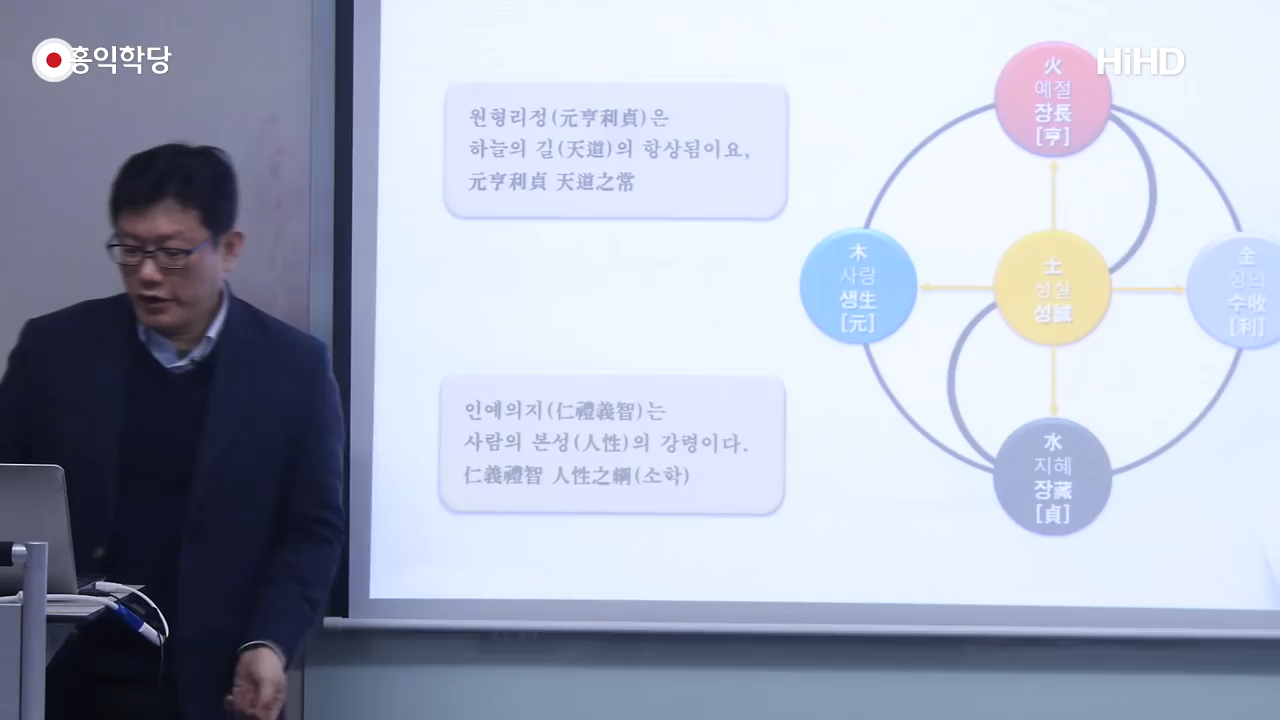 홍익학당
HiHD
원형리정(元亨利貞)은
하늘의 길(天道)의 항상됨이요,
元亨利貞 天道之常
인예의지(仁禮義智)는
사람의 본성(人性)의 강령이다.
仁義禮智 人性之綱(소학)
火
예절
장長
[亨]
木
사랑
생生
[元]
土
성실
성誠
金
정의
수收
[利]
水
지혜
장藏
[貞]